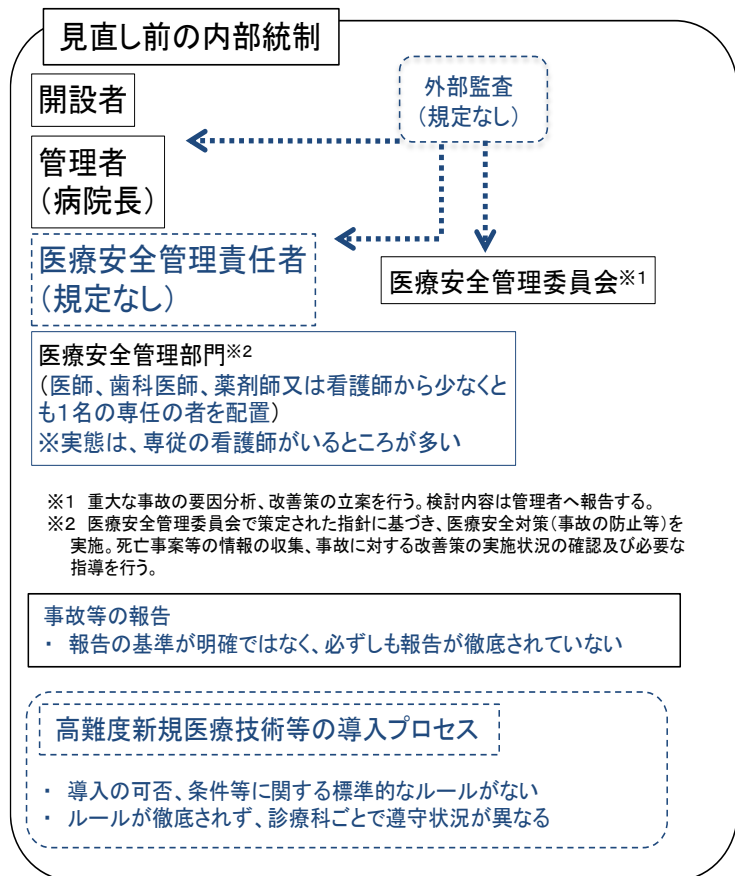 見直し前の内部統制
開設者
外部監査
(規定なし)
管理者
(病院長)
医療安全管理責任者
(規定なし)
医療安全管理委員会※1
医療安全管理部門※2
(医師、歯科医師、薬剤師又は看護師から少なくと
も1名の専任の者を配置)
※実態は、専従の看護師がいるところが多い
※1 重大な事故の要因分析、改善策の立案を行う。検討内容は管理者へ報告する。
※2 医療安全管理委員会で策定された指針に基づき、医療安全対策(事故の防止等)を
実施。死亡事案等の情報の収集、事故に対する改善策の実施状況の確認及び必要な
指導を行う。
事故等の報告
・ 報告の基準が明確ではなく、必ずしも報告が徹底されていない
高難度新規医療技術等の導入プロセス
・ 導入の可否、条件等に関する標準的なルールがない
・ ルールが徹底されず、診療科ごとで遵守状況が異なる